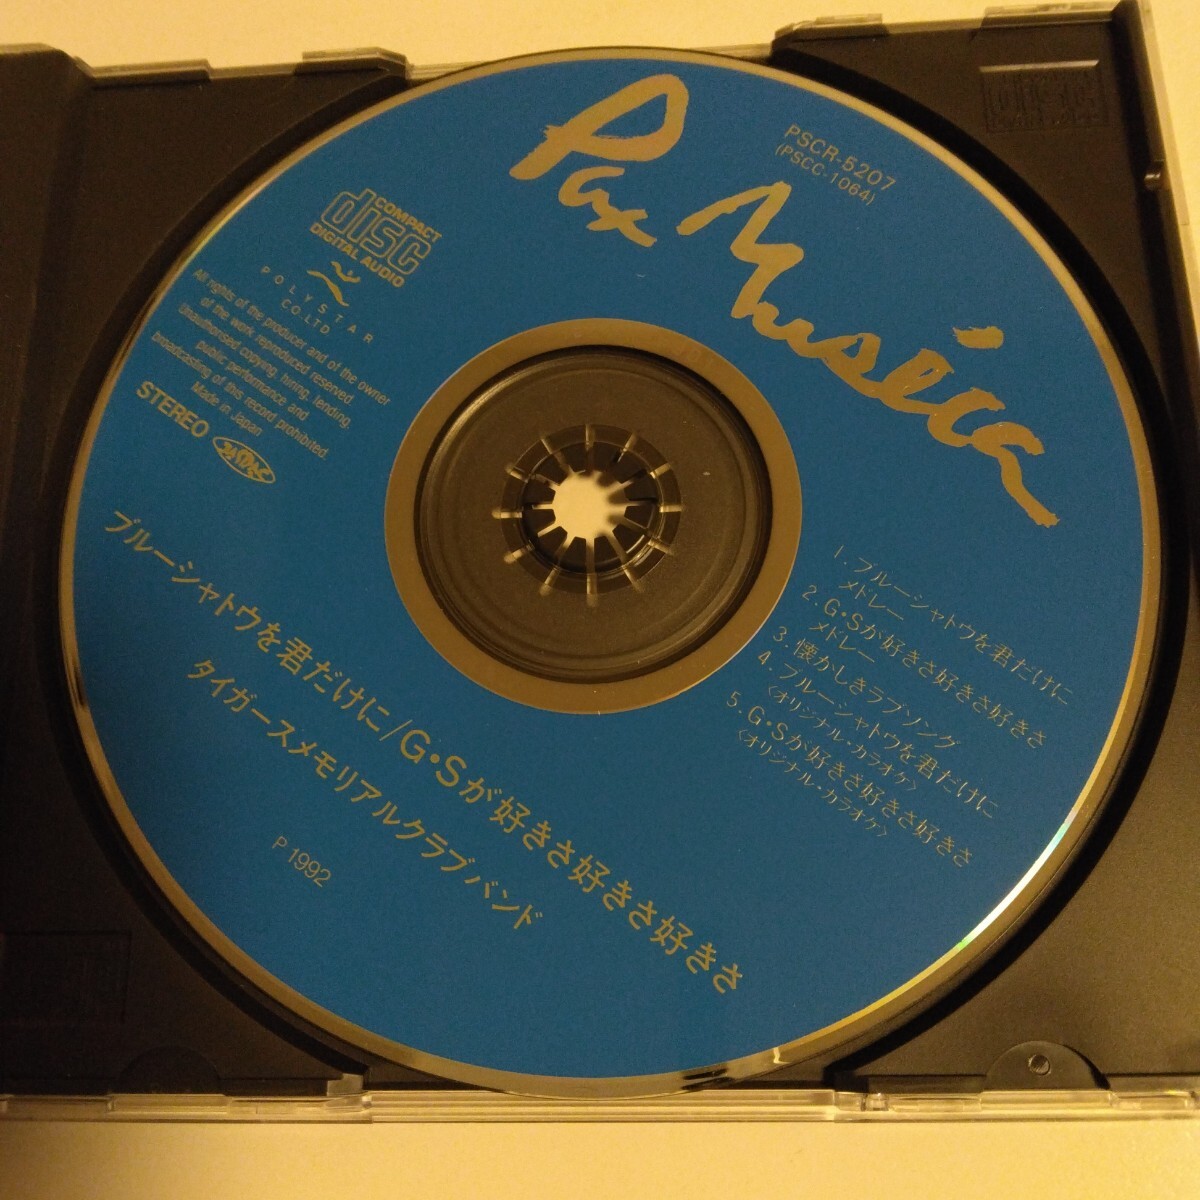 Pax Musica
PSCR-5207
(PSCC-1064)
COMPACT
disc
DIGITAL AUDIO
POLYSTAR
CO.LTD.
All rights of the producer and of the owner
of the work reproduced reserved.
Unauthorised copying, hiring, lending,
public performance and
broadcasting of this record prohibited.
Made in Japan
STEREO JASRAC
1. ブルーシャトウを君だけに
メドレー
2. G・Sが好きさ好きさ好きさ
メドレー
3. 懐かしきラブソング
4. ブルーシャトウを君だけに
〈オリジナル・カラオケ〉
5. G・Sが好きさ好きさ好きさ
〈オリジナル・カラオケ〉
ブルーシャトウを君だけに/G・Sが好きさ好きさ好きさ
タイガースメモリアルクラブバンド
P 1992
disc